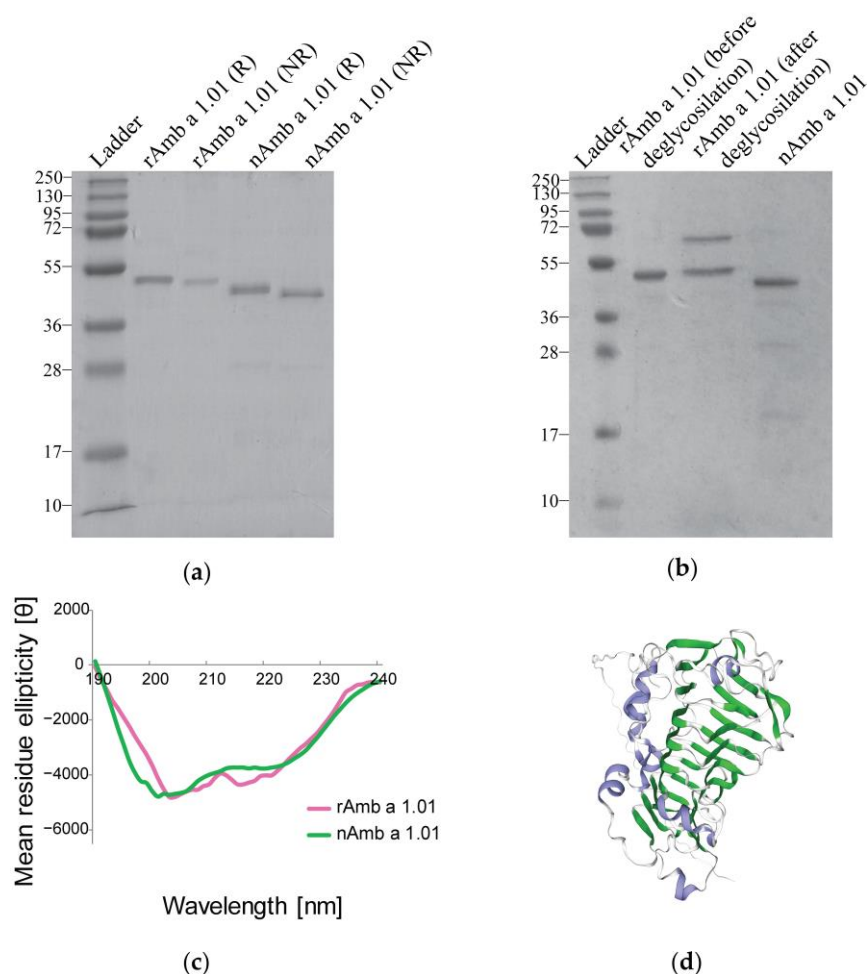 Ladder
rAmb a 1.01 (R)
rAmb a 1.01 (NR)
nAmb a 1.01 (R)
nAmb a 1.01 (NR)
250
130
95
72
55
36
28
17
10
(a)
Ladder
rAmb a 1.01 (before
deglycosilation)
rAmb a 1.01 (after
deglycosilation)
nAmb a 1.01
250
130
95
72
55
36
28
17
10
(b)
Mean residue ellipticity [θ]
2000
0
-2000
-4000
-6000
190 200 210 220 230 240
rAmb a 1.01
nAmb a 1.01
Wavelength [nm]
(c)
(d)